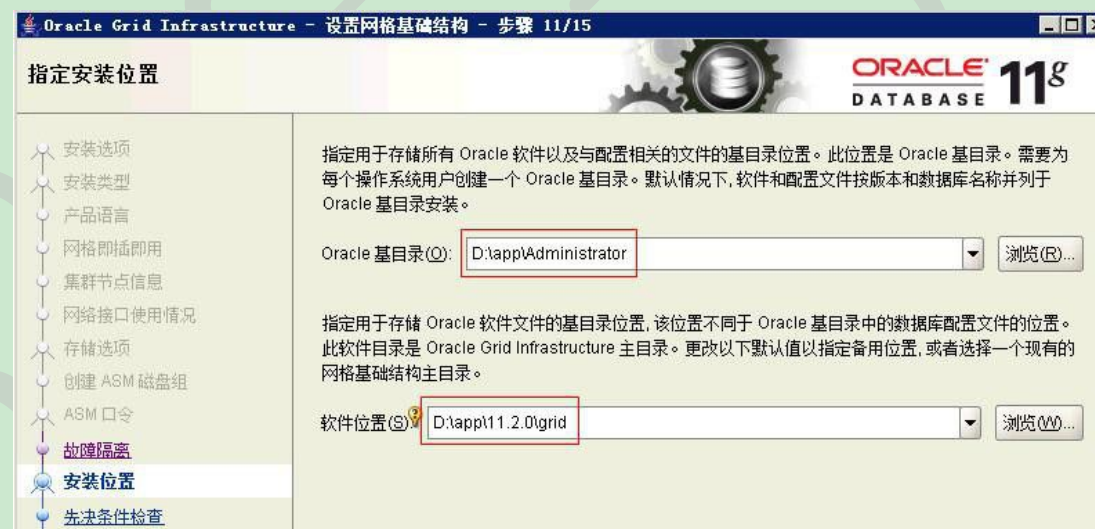 Oracle Grid Infrastructure - 设置网格基础结构 - 步骤 11/15
指定安装位置
ORACLE
DATABASE
11g
安装选项
安装类型
产品语言
网格即插即用
集群节点信息
网络接口使用情况
存储选项
创建 ASM 磁盘组
ASM 口令
故障隔离
安装位置
先决条件检查
指定用于存储所有 Oracle 软件以及与配置相关的文件的基目录位置。此位置是 Oracle 基目录。需要为
每个操作系统用户创建一个 Oracle 基目录。默认情况下, 软件和配置文件按版本和数据库名称并列于
Oracle 基目录安装。
Oracle 基目录(O): D:\app\Administrator 浏览(R)...
指定用于存储 Oracle 软件文件的基目录位置, 该位置不同于 Oracle 基目录中的数据库配置文件的位置。
此软件目录是 Oracle Grid Infrastructure 主目录。更改以下默认值以指定备用位置, 或者选择一个现有的
网格基础结构主目录。
软件位置(S) D:\app\11.2.0\grid 浏览(W)...